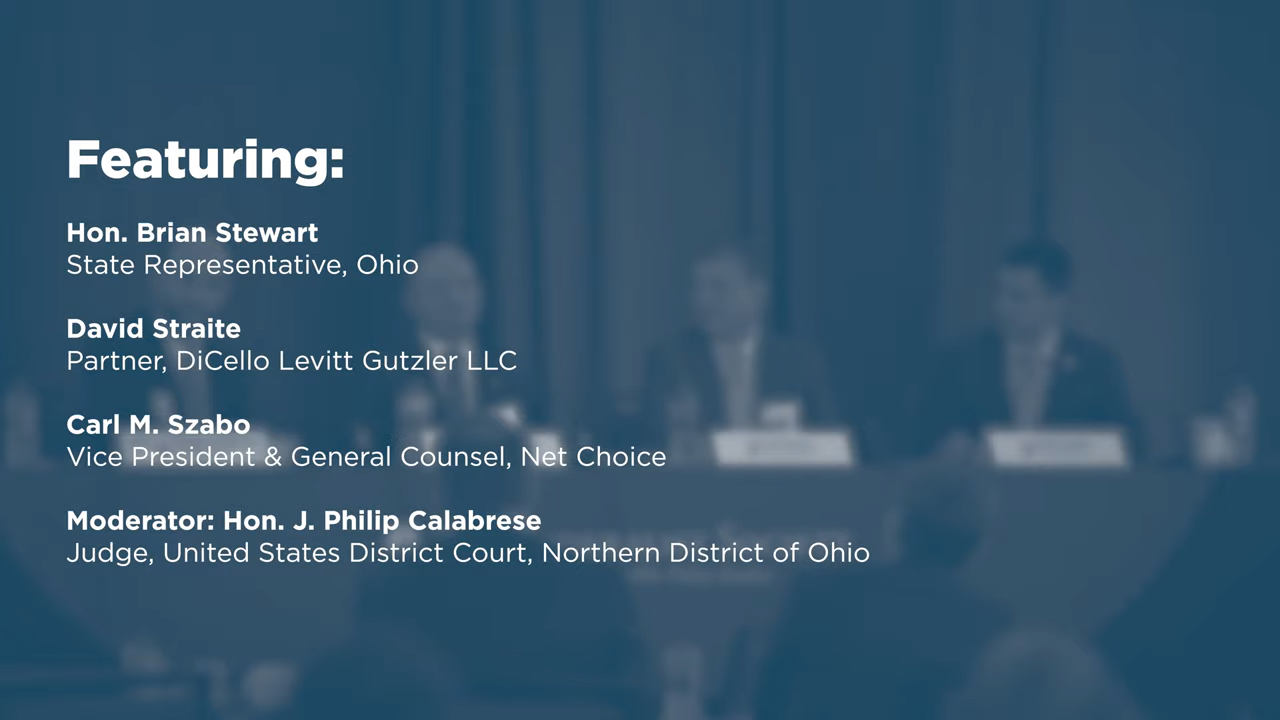 Featuring:
Hon. Brian Stewart
State Representative, Ohio
David Straite
Partner, DiCello Levitt Gutzler LLC
Carl M. Szabo
Vice President & General Counsel, Net Choice
Moderator: Hon. J. Philip Calabrese
Judge, United States District Court, Northern District of Ohio